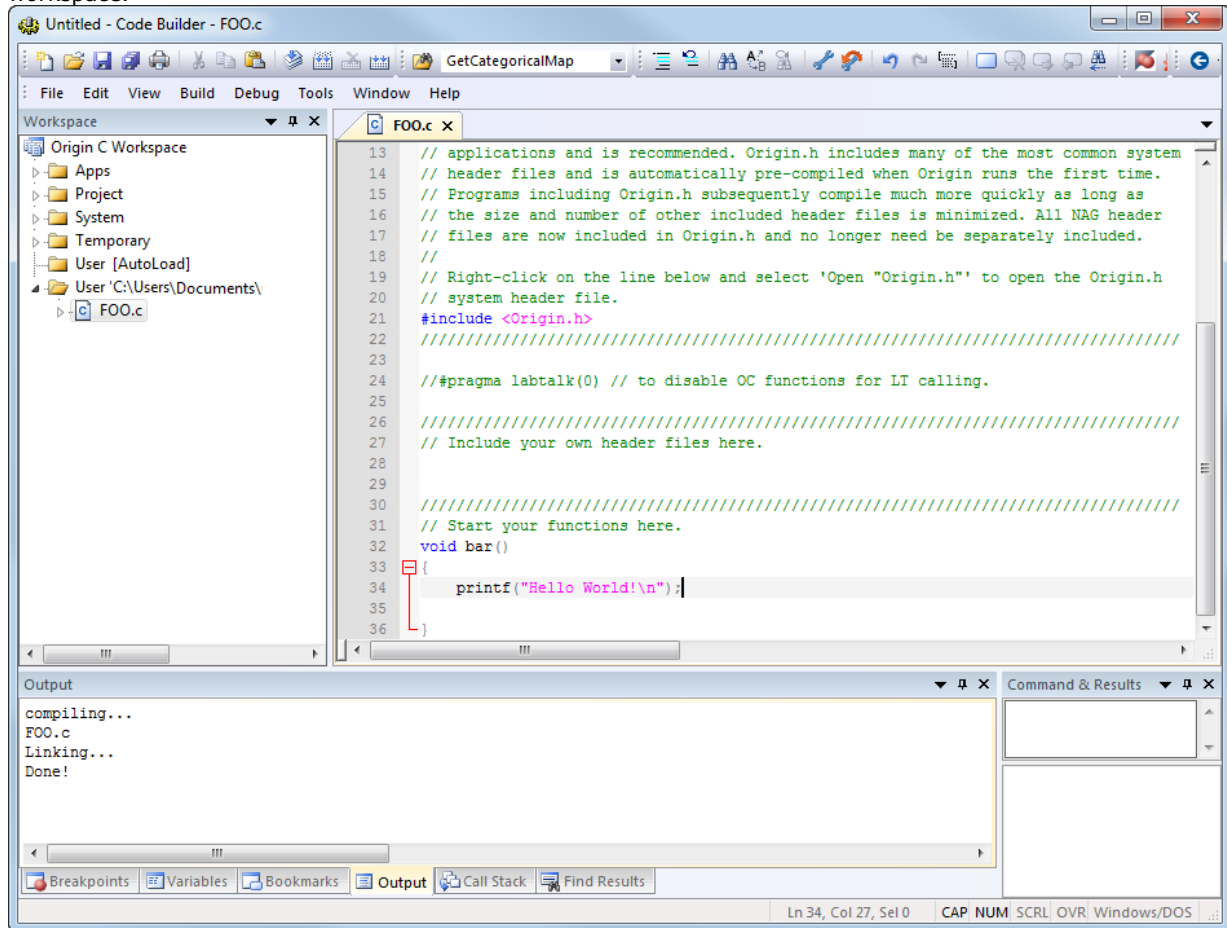 workspace.
Untitled - Code Builder - FOO.c
GetCategoricalMap
File Edit View Build Debug Tools Window Help
Workspace
Origin C Workspace
Apps
Project
System
Temporary
User [AutoLoad]
User 'C:\Users\Documents\
FOO.c
FOO.c
13 // applications and is recommended. Origin.h includes many of the most common system
14 // header files and is automatically pre-compiled when Origin runs the first time.
15 // Programs including Origin.h subsequently compile much more quickly as long as
16 // the size and number of other included header files is minimized. All NAG header
17 // files are now included in Origin.h and no longer need be separately included.
18 //
19 // Right-click on the line below and select 'Open "Origin.h"' to open the Origin.h
20 // system header file.
21 #include <Origin.h>
22 ////////////////////////////////////////////////////////////////////////////////////
23
24 //#pragma labtalk(0) // to disable OC functions for LT calling.
25
26 ////////////////////////////////////////////////////////////////////////////////////
27 // Include your own header files here.
28
29
30 ////////////////////////////////////////////////////////////////////////////////////
31 // Start your functions here.
32 void bar()
33 {
34 printf("Hello World!\n");
35
36 }
Output
compiling...
FOO.c
Linking...
Done!
Command & Results
Breakpoints Variables Bookmarks Output Call Stack Find Results
Ln 34, Col 27, Sel 0 CAP NUM SCRL OVR Windows/DOS